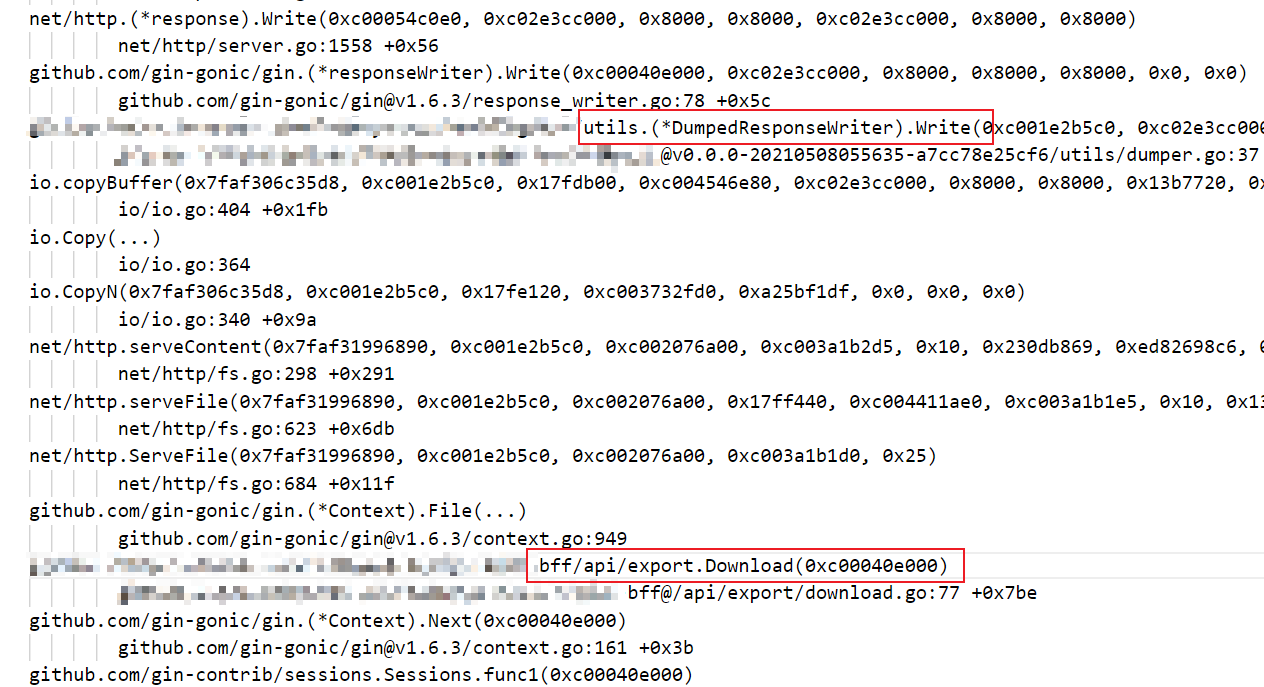 net/http.(*response).Write(0xc00054c0e0, 0xc02e3cc000, 0x8000, 0x8000, 0xc02e3cc000, 0x8000, 0x8000)
net/http/server.go:1558 +0x56
github.com/gin-gonic/gin.(*responseWriter).Write(0xc00040e000, 0xc02e3cc000, 0x8000, 0x8000, 0x8000, 0x0, 0x0)
github.com/gin-gonic/gin@v1.6.3/response_writer.go:78 +0x5c
utils.(*DumpedResponseWriter).Write(0xc001e2b5c0, 0xc02e3cc000
@v0.0.0-20210508055635-a7cc78e25cf6/utils/dumper.go:37
io.copyBuffer(0x7faf306c35d8, 0xc001e2b5c0, 0x17fdb00, 0xc004546e80, 0xc02e3cc000, 0x8000, 0x8000, 0x13b7720, 0x
io/io.go:404 +0x1fb
io.Copy(...)
io/io.go:364
io.CopyN(0x7faf306c35d8, 0xc001e2b5c0, 0x17fe120, 0xc003732fd0, 0xa25bf1df, 0x0, 0x0, 0x0)
io/io.go:340 +0x9a
net/http.serveContent(0x7faf31996890, 0xc001e2b5c0, 0xc002076a00, 0xc003a1b2d5, 0x10, 0x230db869, 0xed82698c6,
net/http/fs.go:298 +0x291
net/http.serveFile(0x7faf31996890, 0xc001e2b5c0, 0xc002076a00, 0x17ff440, 0xc004411ae0, 0xc003a1b1e5, 0x10, 0x13
net/http/fs.go:623 +0x6db
net/http.ServeFile(0x7faf31996890, 0xc001e2b5c0, 0xc002076a00, 0xc003a1b1d0, 0x25)
net/http/fs.go:684 +0x11f
github.com/gin-gonic/gin.(*Context).File(...)
github.com/gin-gonic/gin@v1.6.3/context.go:949
bff/api/export.Download(0xc00040e000)
bff@/api/export/download.go:77 +0x7be
github.com/gin-gonic/gin.(*Context).Next(0xc00040e000)
github.com/gin-gonic/gin@v1.6.3/context.go:161 +0x3b
github.com/gin-contrib/sessions.Sessions.func1(0xc00040e000)